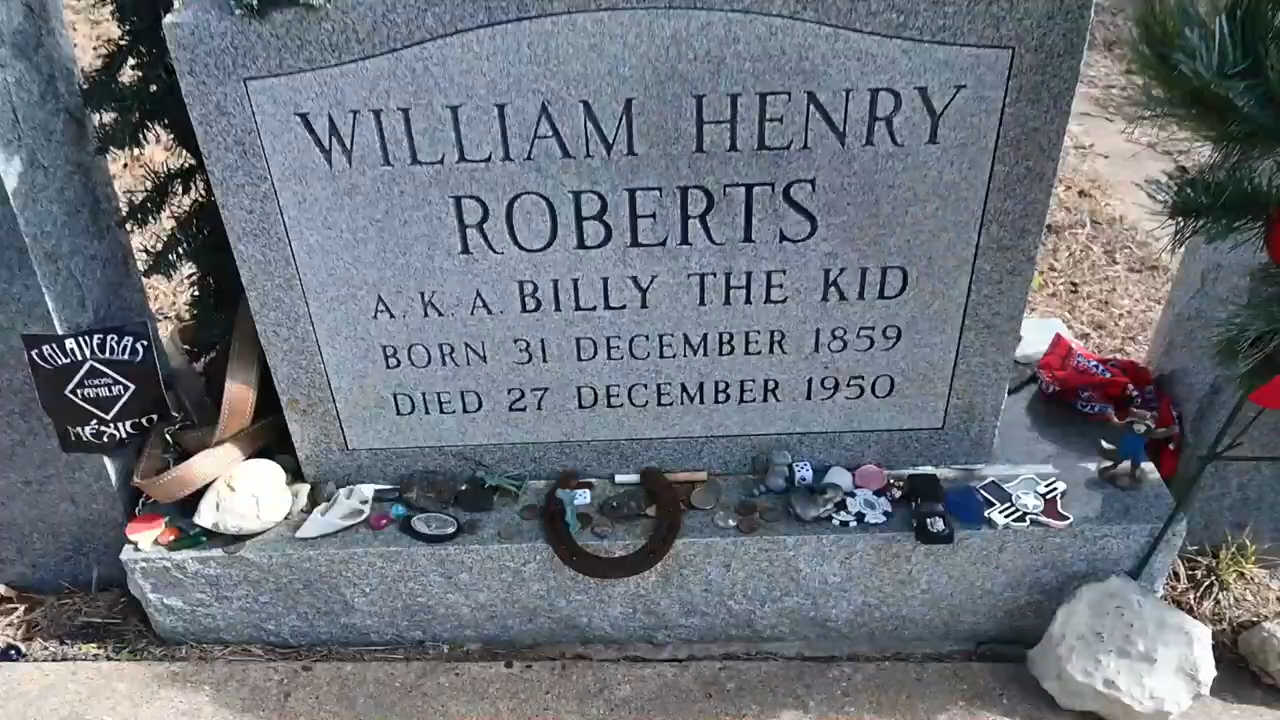 WILLIAM HENRY
ROBERTS
A. K. A. BILLY THE KID
BORN 31 DECEMBER 1859
DIED 27 DECEMBER 1950
CALAVERAS
100%
FAMILIA
MÉXICO